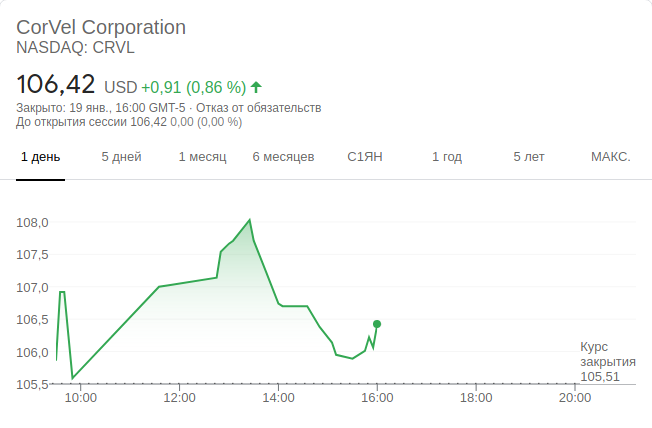 CorVel Corporation
NASDAQ: CRVL
106,42 USD +0,91 (0,86 %)
Закрыто: 19 янв., 16:00 GMT-5 · Отказ от обязательств
До открытия сессии 106,42 0,00 (0,00 %)
1 день 5 дней 1 месяц 6 месяцев С1ЯН 1 год 5 лет МАКС.
108,0
107,5
107,0
106,5
106,0
105,5
Курс
закрытия
105,51
10:00 12:00 14:00 16:00 18:00 20:00